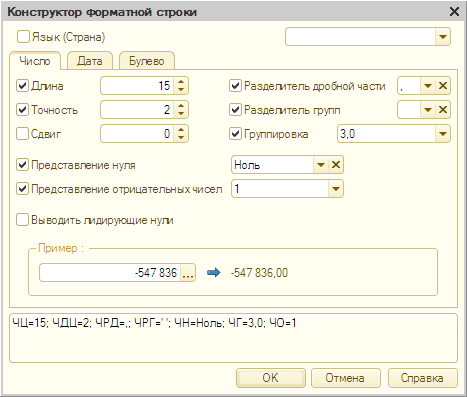 Конструктор форматной строки
Язык (Страна)
Число Дата Булево
Длина 15 Разделитель дробной части ,
Точность 2 Разделитель групп
Сдвиг 0 Группировка 3,0
Представление нуля Ноль
Представление отрицательных чисел 1
Выводить лидирующие нули
Пример :
-547 836 ... -547 836,00
ЧЦ=15; ЧДЦ=2; ЧРД=,; ЧРГ=' '; ЧН=Ноль; ЧГ=3,0; ЧО=1
OK Отмена Справка